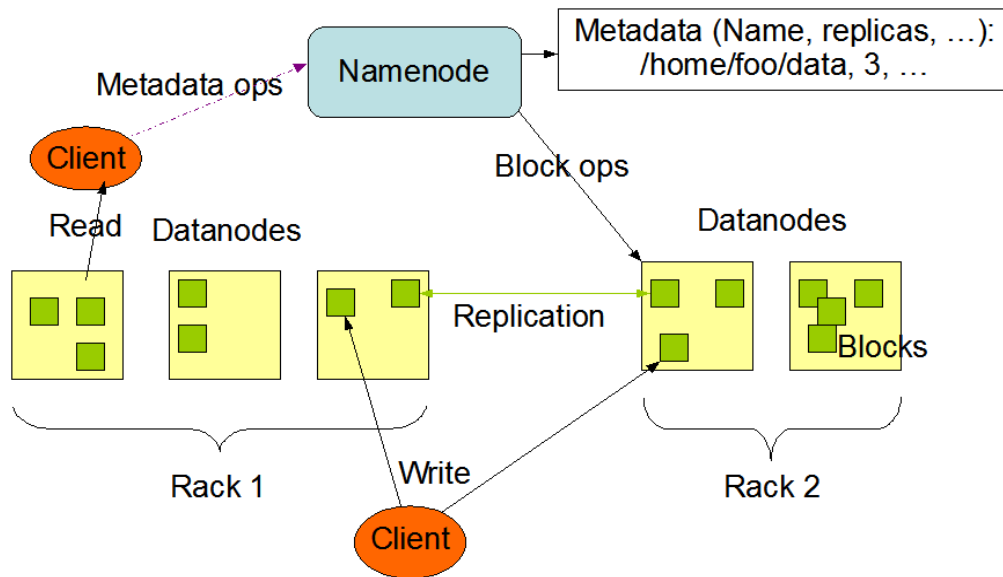 Metadata (Name, replicas, …):
/home/foo/data, 3, …
Namenode
Metadata ops
Client
Block ops
Read
Datanodes
Datanodes
Replication
Blocks
Rack 1
Write
Rack 2
Client